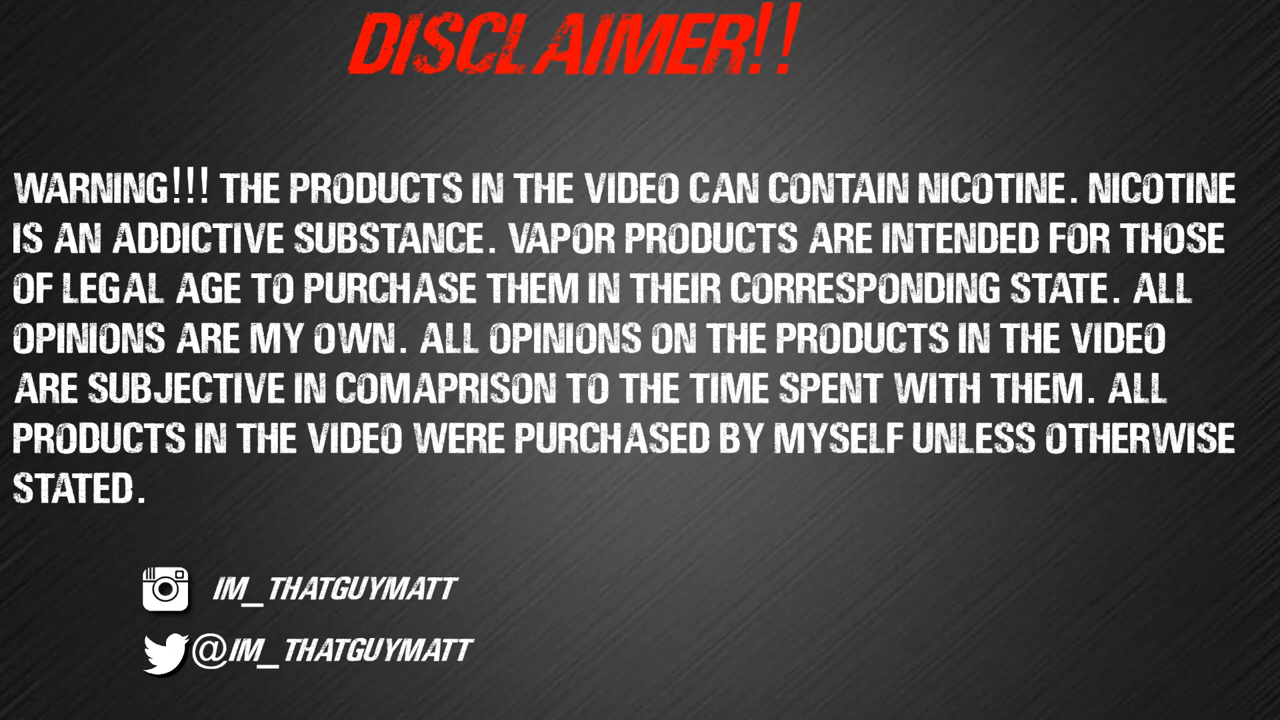 DISCLAIMER!!
WARNING!!! THE PRODUCTS IN THE VIDEO CAN CONTAIN NICOTINE. NICOTINE
IS AN ADDICTIVE SUBSTANCE. VAPOR PRODUCTS ARE INTENDED FOR THOSE
OF LEGAL AGE TO PURCHASE THEM IN THEIR CORRESPONDING STATE. ALL
OPINIONS ARE MY OWN. ALL OPINIONS ON THE PRODUCTS IN THE VIDEO
ARE SUBJECTIVE IN COMAPRISON TO THE TIME SPENT WITH THEM. ALL
PRODUCTS IN THE VIDEO WERE PURCHASED BY MYSELF UNLESS OTHERWISE
STATED.
IM_THATGUYMATT
@IM_THATGUYMATT